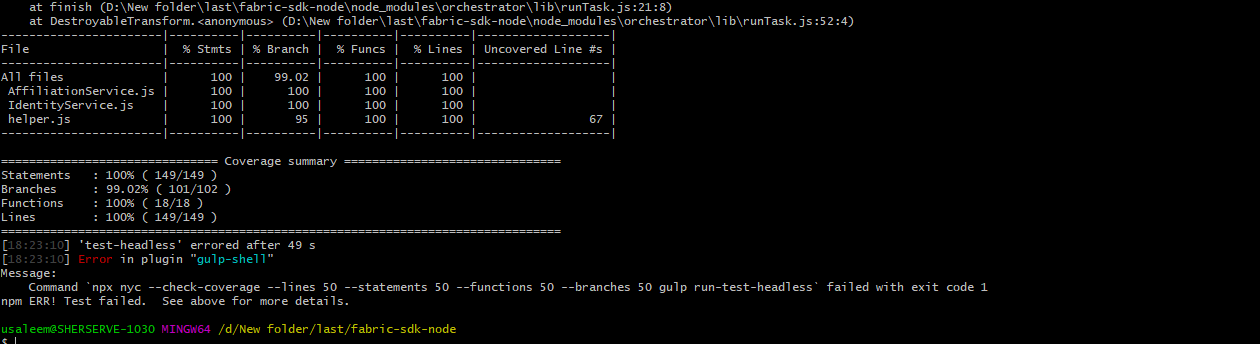 at finish (D:\New folder\last\fabric-sdk-node\node_modules\orchestrator\lib\runTask.js:21:8)
    at DestroyableTransform.<anonymous> (D:\New folder\last\fabric-sdk-node\node_modules\orchestrator\lib\runTask.js:52:4)
-----------------------|----------|----------|----------|----------|-------------------|
File                   |  % Stmts | % Branch |  % Funcs |  % Lines | Uncovered Line #s |
-----------------------|----------|----------|----------|----------|-------------------|
All files              |      100 |    99.02 |      100 |      100 |                   |
 AffiliationService.js |      100 |      100 |      100 |      100 |                   |
 IdentityService.js    |      100 |      100 |      100 |      100 |                   |
 helper.js             |      100 |       95 |      100 |      100 |                67 |
-----------------------|----------|----------|----------|----------|-------------------|
=============================== Coverage summary ===============================
Statements   : 100% ( 149/149 )
Branches     : 99.02% ( 101/102 )
Functions    : 100% ( 18/18 )
Lines        : 100% ( 149/149 )
================================================================================
[18:23:10] 'test-headless' errored after 49 s
[18:23:10] Error in plugin "gulp-shell"
Message:
    Command `npx nyc --check-coverage --lines 50 --statements 50 --functions 50 --branches 50 gulp run-test-headless` failed with exit code 1
npm ERR! Test failed.  See above for more details.
usaleem@SHERSERVE-1030 MINGW64 /d/New folder/last/fabric-sdk-node
$